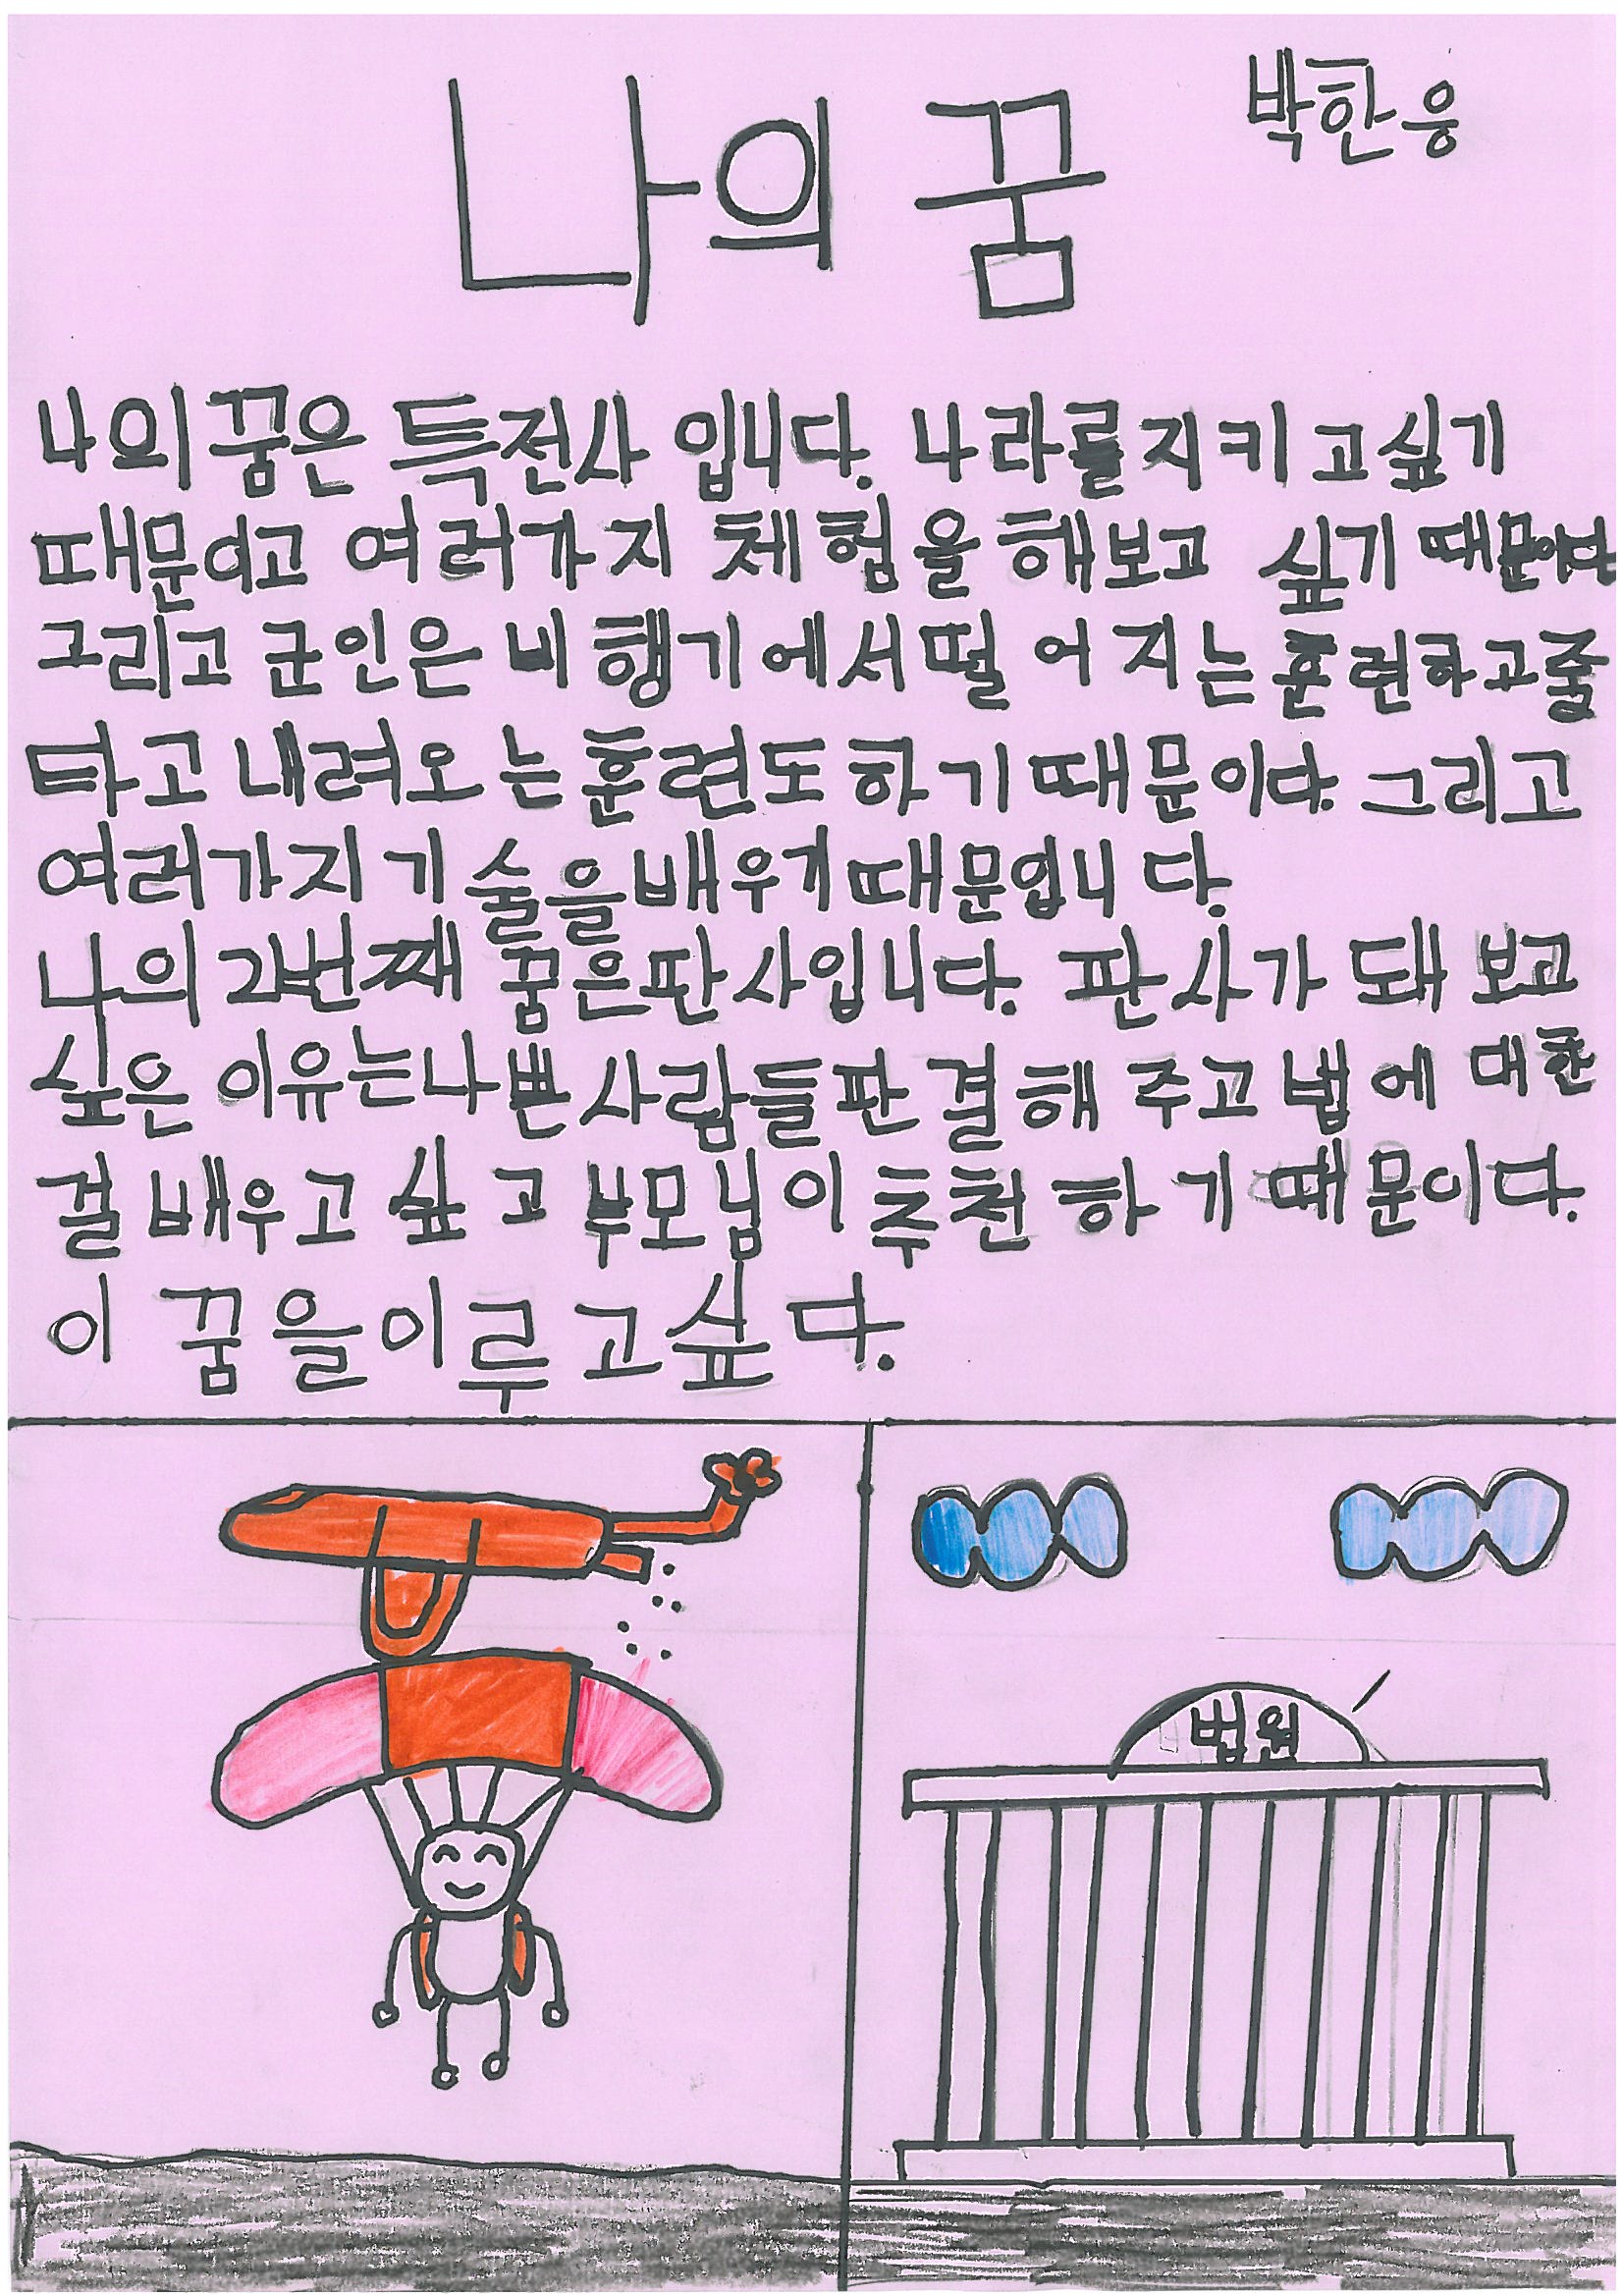 나의 꿈
박한웅
나의 꿈은 특전사 입니다. 나라를 지키고 싶기
때문이고 여러가지 체험을 해보고 싶기 때문이다
그리고 군인은 비행기에서 떨어지는 훈련하고 줄
타고 내려오는 훈련도 하기 때문이다. 그리고
여러가지 기술을 배우기 때문입니다.
나의 2번째 꿈은 판사입니다. 판사가 돼 보고
싶은 이유는 나쁜 사람들 판결해 주고 법에 대한
걸 배우고 싶고 부모님이 추천하기 때문이다.
이 꿈을 이루고 싶다.
법원